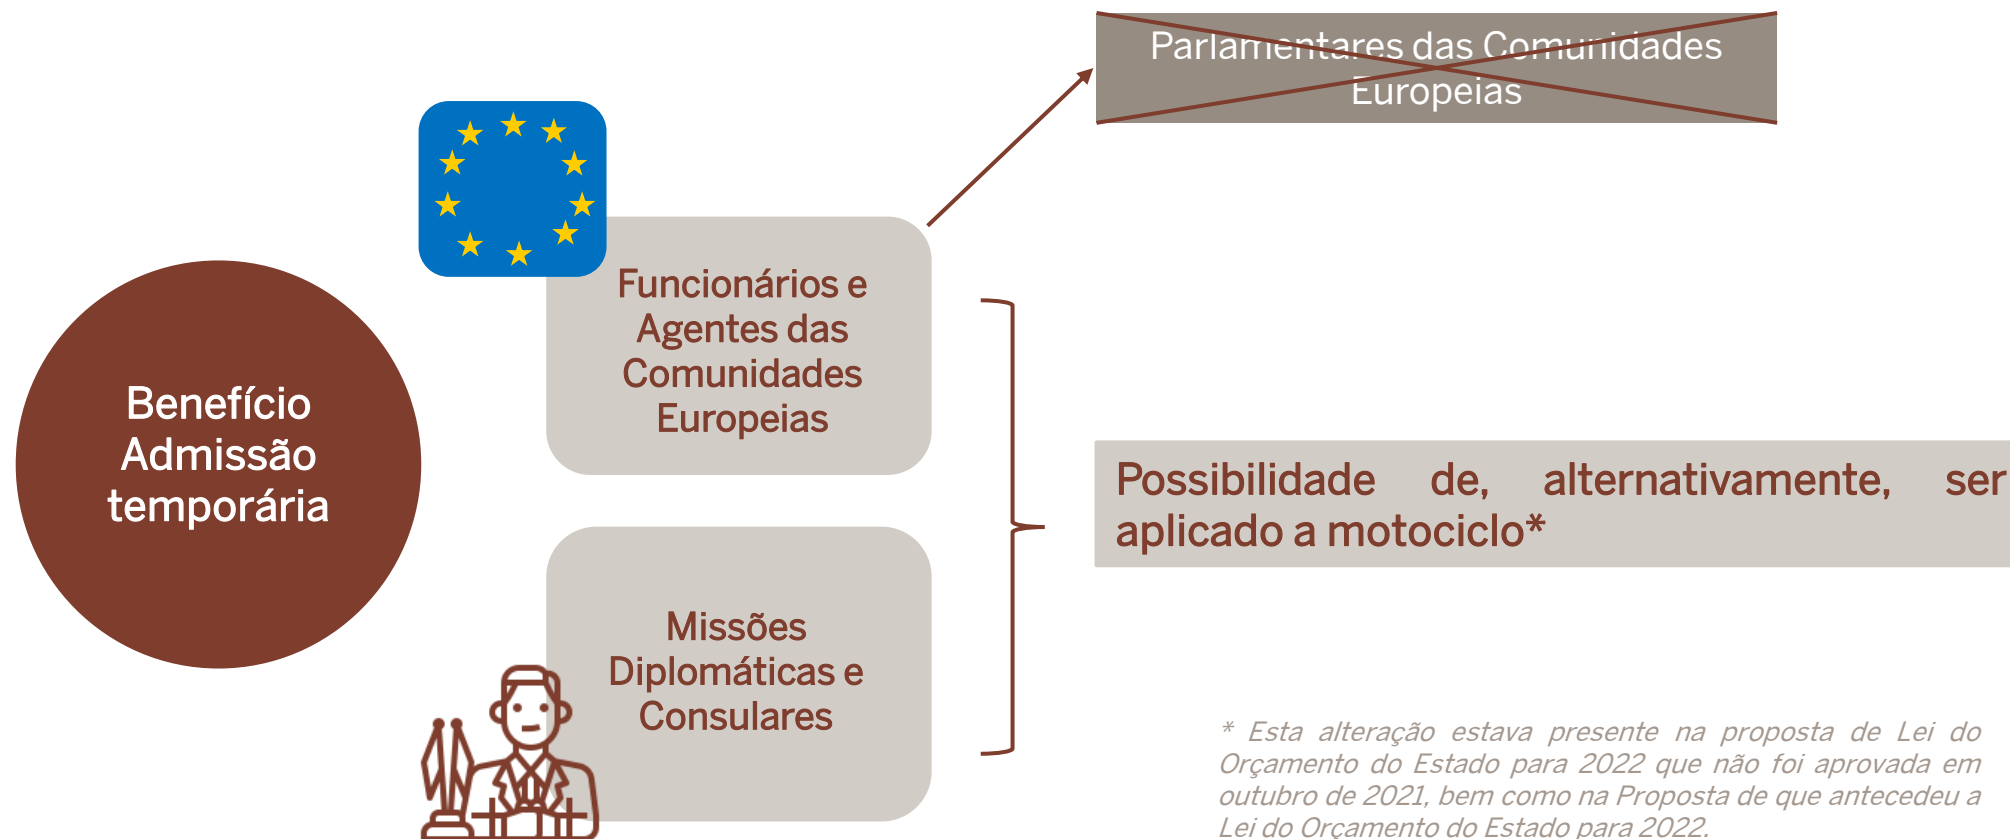 Parlamentares das Comunidades
Europeias
Funcionários e
Agentes das
Comunidades
Europeias
Benefício
Admissão
temporária
Possibilidade de, alternativamente, ser
aplicado a motociclo*
Missões
Diplomáticas e
Consulares
* Esta alteração estava presente na proposta de Lei do
Orçamento do Estado para 2022 que não foi aprovada em
outubro de 2021, bem como na Proposta de que antecedeu a
Lei do Orçamento do Estado para 2022.